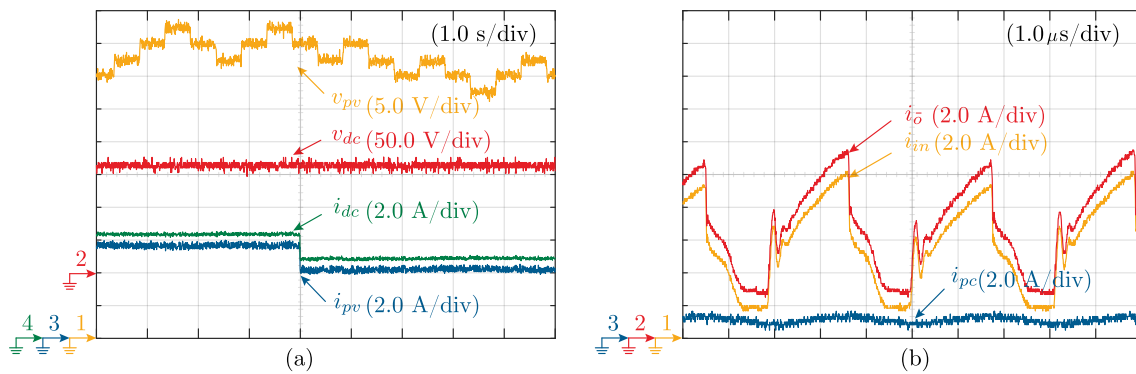 (1.0 s/div)
v_pv (5.0 V/div)
v_dc (50.0 V/div)
i_dc (2.0 A/div)
i_pv (2.0 A/div)
2
4 3 1
(a)
(1.0 μs/div)
i_ō (2.0 A/div)
i_in (2.0 A/div)
i_pc (2.0 A/div)
3 2 1
(b)